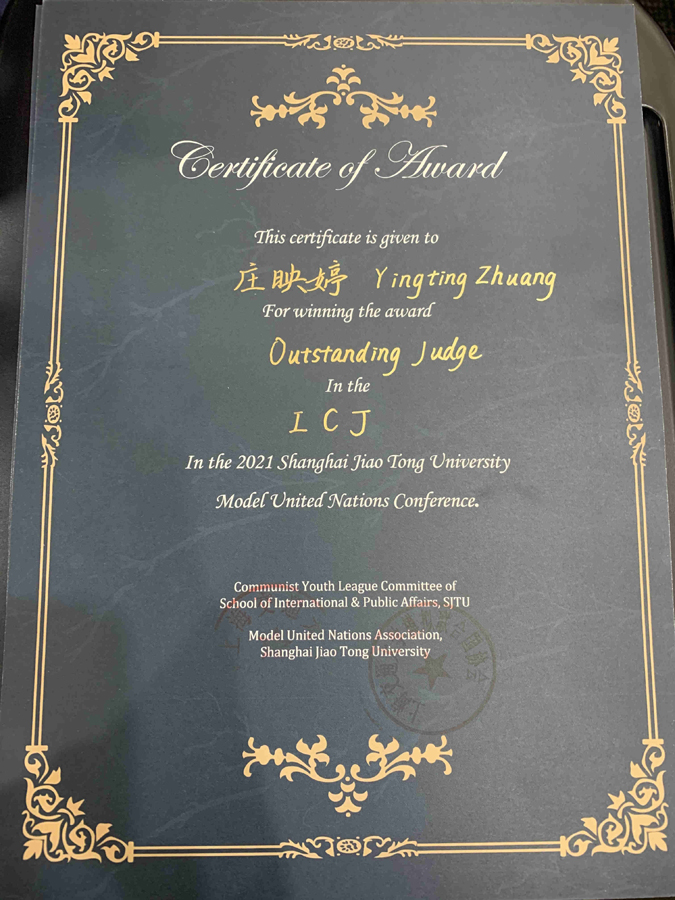 Certificate of Award
This certificate is given to
庄映婷 Yingting Zhuang
For winning the award
Outstanding Judge
In the
ICJ
In the 2021 Shanghai Jiao Tong University
Model United Nations Conference.
Communist Youth League Committee of
School of International & Public Affairs, SJTU
Model United Nations Association,
Shanghai Jiao Tong University